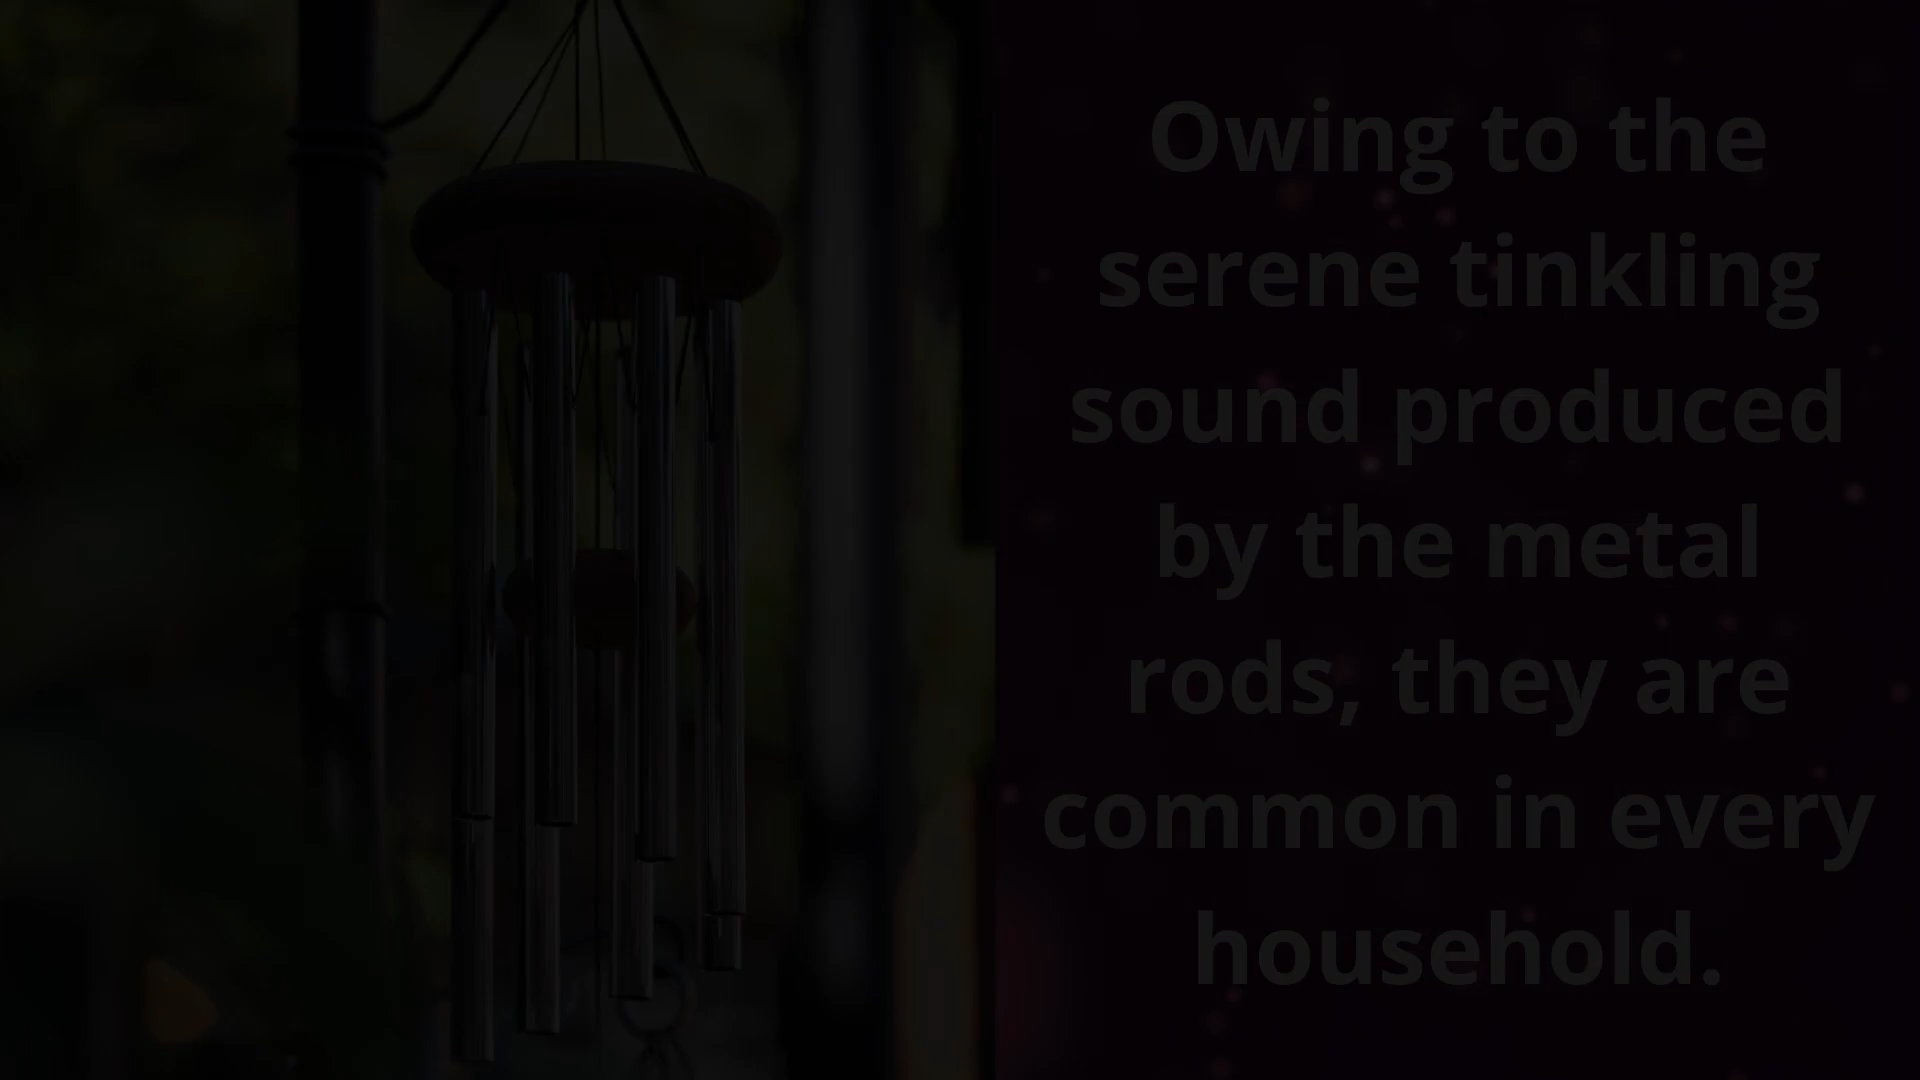 Owing to the
serene tinkling
sound produced
by the metal
rods, they are
common in every
household.